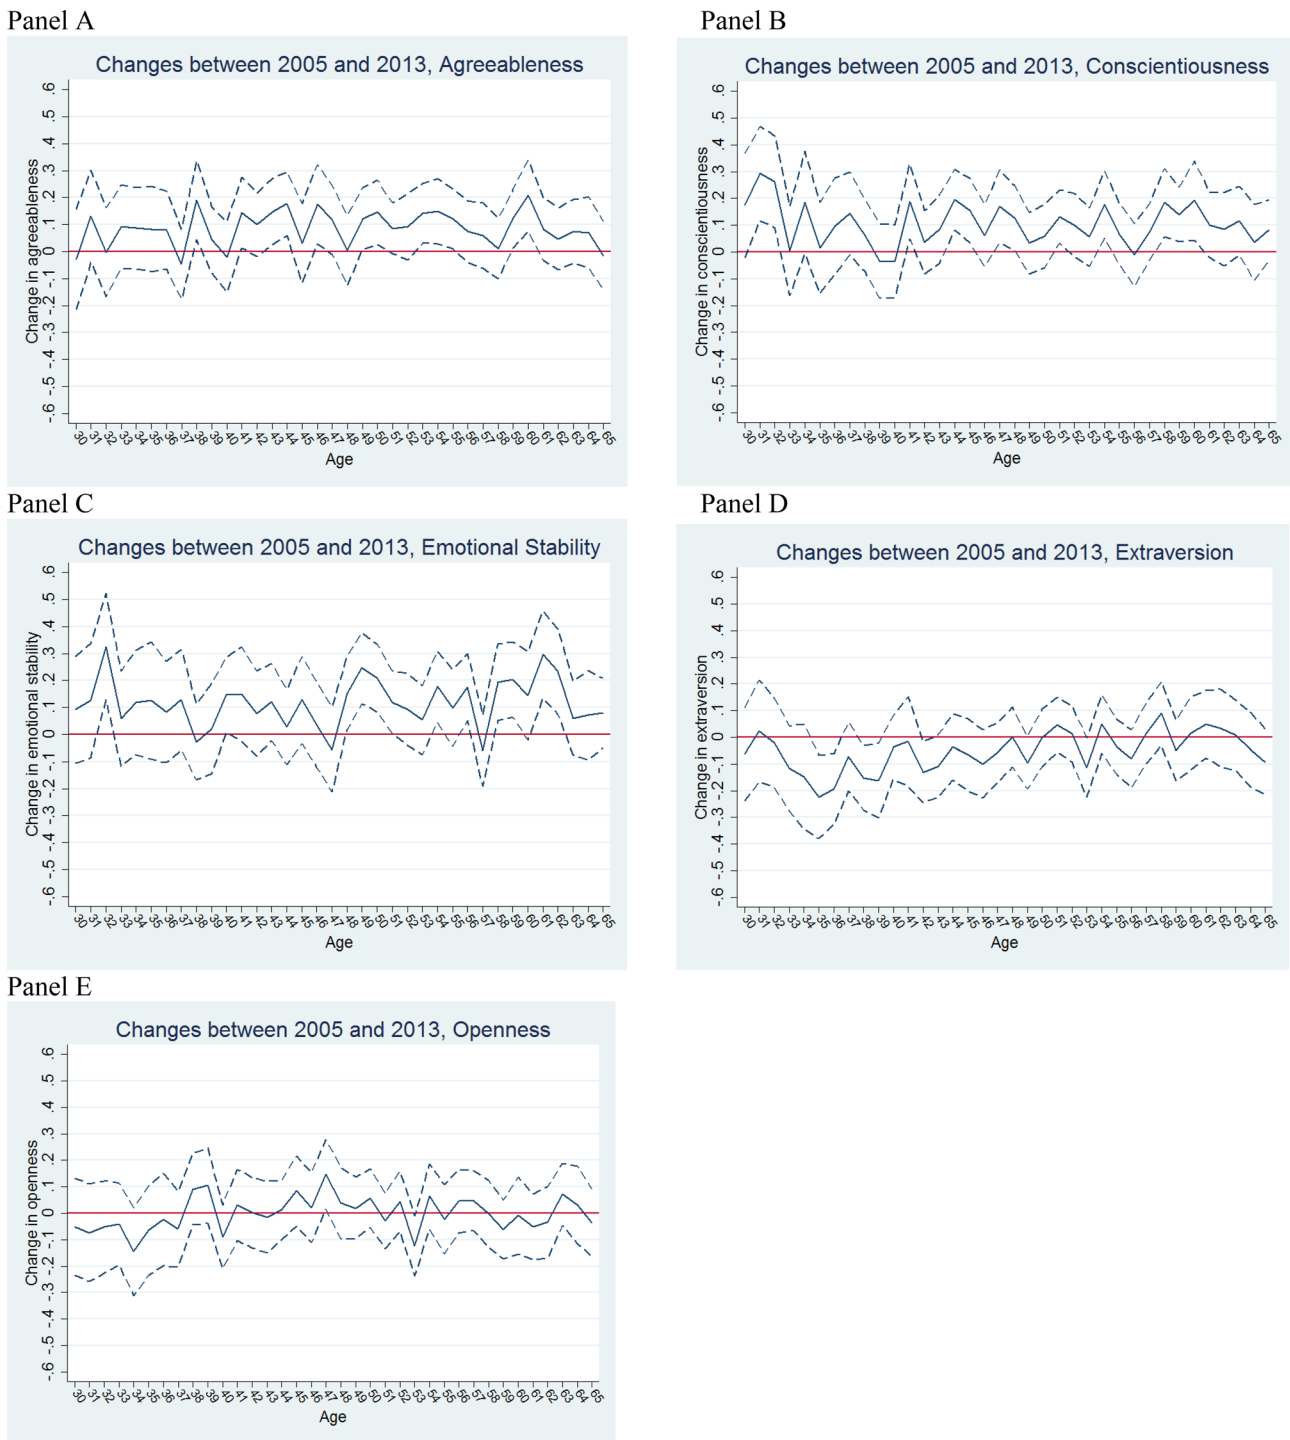 Panel A
Changes between 2005 and 2013, Agreeableness
Change in agreeableness
.6
.5
.4
.3
.2
.1
0
-.1
-.2
-.3
-.4
-.5
-.6
30 31 32 33 34 35 36 37 38 39 40 41 42 43 44 45 46 47 48 49 50 51 52 53 54 55 56 57 58 59 60 61 62 63 64 65
Age
Panel B
Changes between 2005 and 2013, Conscientiousness
Change in conscientiousness
.6
.5
.4
.3
.2
.1
0
-.1
-.2
-.3
-.4
-.5
-.6
30 31 32 33 34 35 36 37 38 39 40 41 42 43 44 45 46 47 48 49 50 51 52 53 54 55 56 57 58 59 60 61 62 63 64 65
Age
Panel C
Changes between 2005 and 2013, Emotional Stability
Change in emotional stability
.6
.5
.4
.3
.2
.1
0
-.1
-.2
-.3
-.4
-.5
-.6
30 31 32 33 34 35 36 37 38 39 40 41 42 43 44 45 46 47 48 49 50 51 52 53 54 55 56 57 58 59 60 61 62 63 64 65
Age
Panel D
Changes between 2005 and 2013, Extraversion
Change in extraversion
.6
.5
.4
.3
.2
.1
0
-.1
-.2
-.3
-.4
-.5
-.6
30 31 32 33 34 35 36 37 38 39 40 41 42 43 44 45 46 47 48 49 50 51 52 53 54 55 56 57 58 59 60 61 62 63 64 65
Age
Panel E
Changes between 2005 and 2013, Openness
Change in openness
.6
.5
.4
.3
.2
.1
0
-.1
-.2
-.3
-.4
-.5
-.6
30 31 32 33 34 35 36 37 38 39 40 41 42 43 44 45 46 47 48 49 50 51 52 53 54 55 56 57 58 59 60 61 62 63 64 65
Age